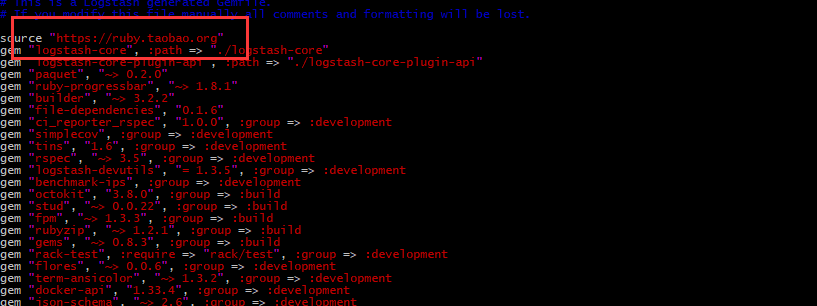 # This is a Logstash generated Gemfile.
# If you modify this file manually all comments and formatting will be lost.
source "https://ruby.taobao.org"
gem "logstash-core", :path => "./logstash-core"
gem "logstash-core-plugin-api", :path => "./logstash-core-plugin-api"
gem "paquet", "~> 0.2.0"
gem "ruby-progressbar", "~> 1.8.1"
gem "builder", "~> 3.2.2"
gem "file-dependencies", "0.1.6"
gem "ci_reporter_rspec", "1.0.0", :group => :development
gem "simplecov", :group => :development
gem "tins", "1.6", :group => :development
gem "rspec", "~> 3.5", :group => :development
gem "logstash-devutils", "= 1.3.5", :group => :development
gem "benchmark-ips", :group => :development
gem "octokit", "3.8.0", :group => :build
gem "stud", "~> 0.0.22", :group => :build
gem "fpm", "~> 1.3.3", :group => :build
gem "rubyzip", "~> 1.2.1", :group => :build
gem "gems", "~> 0.8.3", :group => :build
gem "rack-test", :require => "rack/test", :group => :development
gem "flores", "~> 0.0.6", :group => :development
gem "term-ansicolor", "~> 1.3.2", :group => :development
gem "docker-api", "1.33.4", :group => :development
gem "json-schema", "~> 2.6", :group => :development